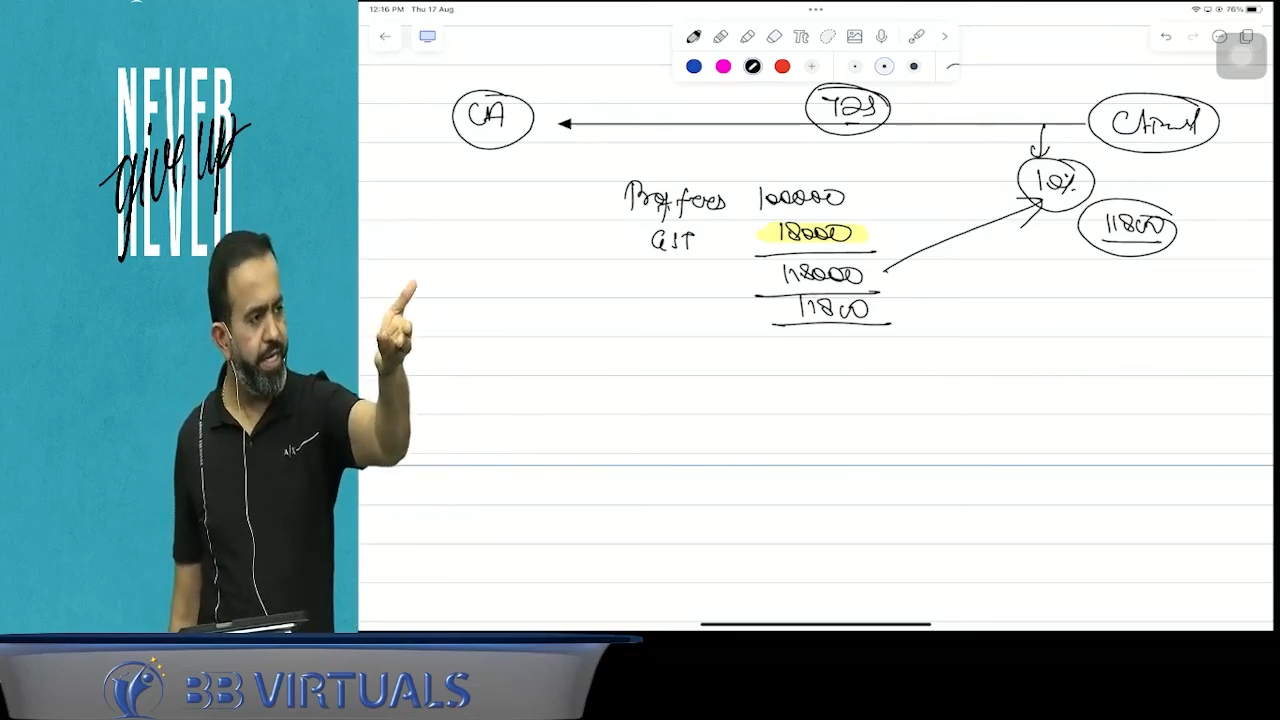 12:16 PM Thu 17 Aug
76%
NEVER
give up
NEVER
Tt
CA
TDS
Client
10%
11800
Prof fees 100000
GST 18000
118000
11800
A|X
BB VIRTUALS